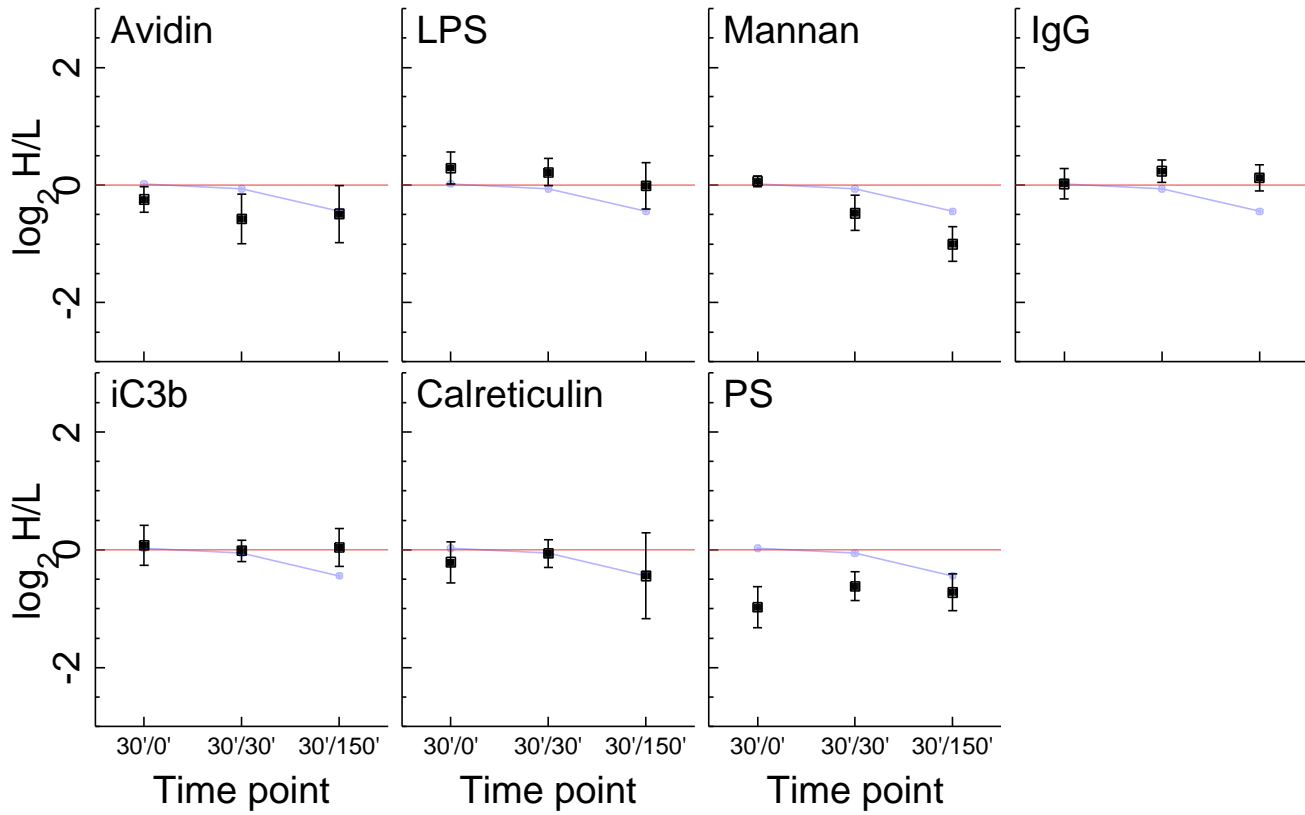 Avidin
LPS
Mannan
IgG
2
0
-2
log2 H/L
iC3b
Calreticulin
PS
2
0
-2
log2 H/L
30'/0' 30'/30' 30'/150'
30'/0' 30'/30' 30'/150'
30'/0' 30'/30' 30'/150'
Time point
Time point
Time point